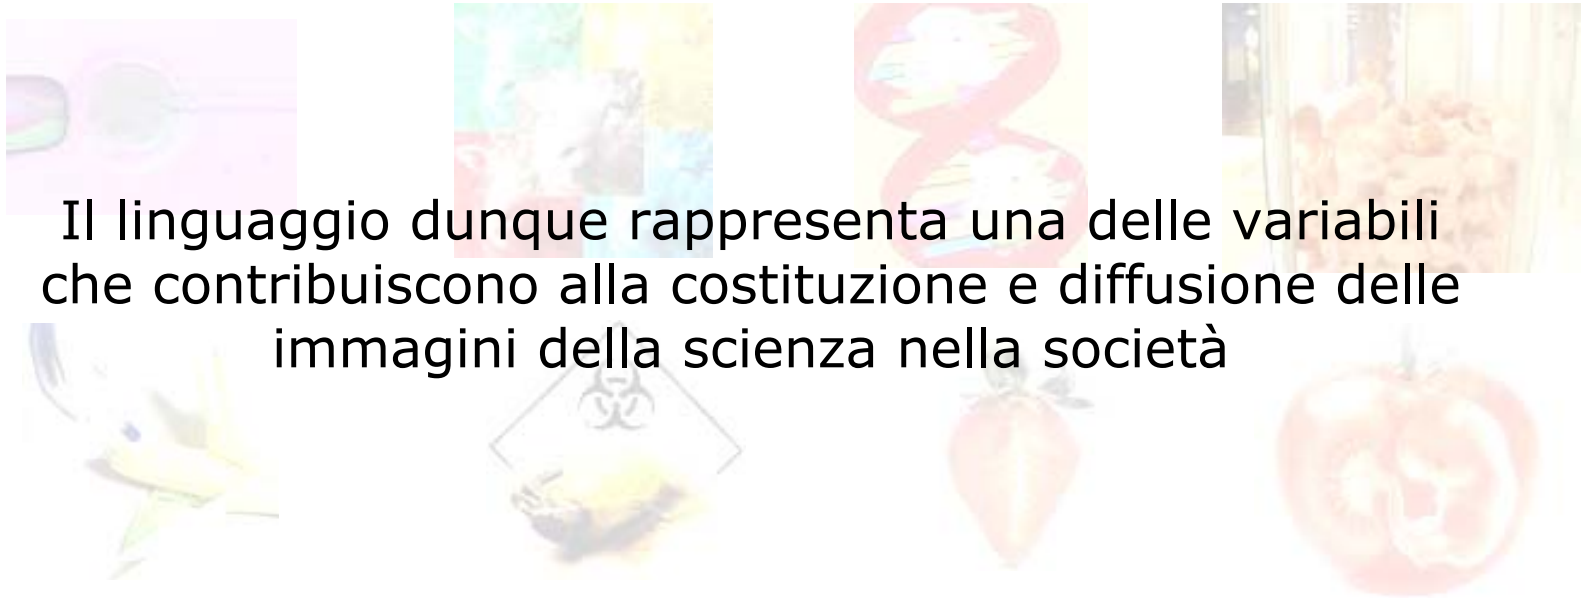 Il linguaggio dunque rappresenta una delle variabili
che contribuiscono alla costituzione e diffusione delle
immagini della scienza nella società